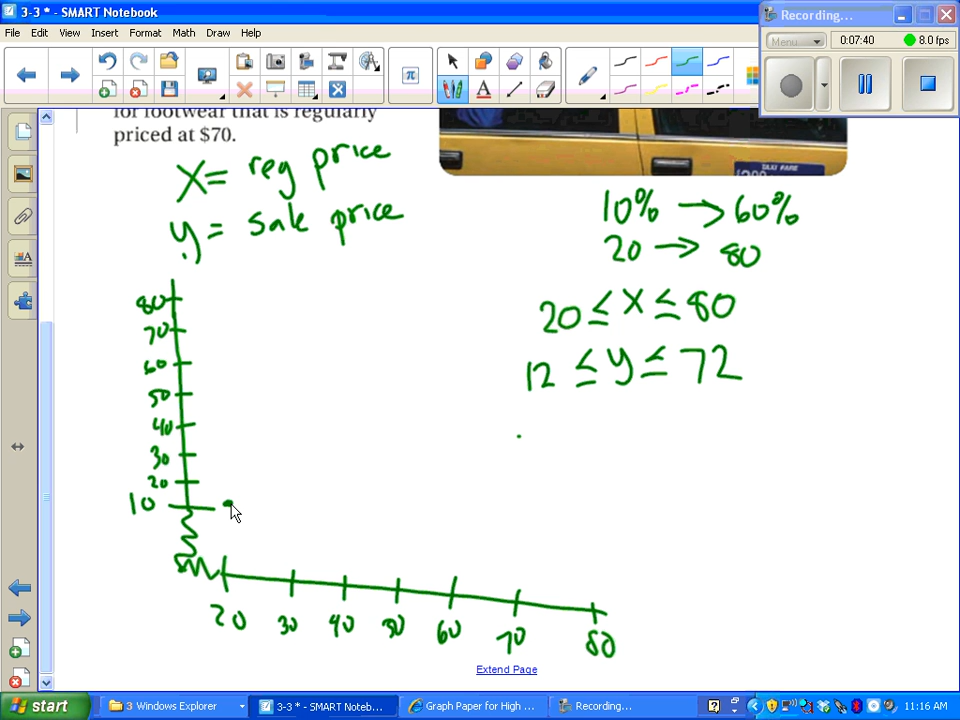 3-3 * - SMART Notebook
File Edit View Insert Format Math Draw Help
Recording...
Menu
00:07:40
8.0 fps
for footwear that is regularly
priced at $70.
TAXI FARE
x = reg price
y = sale price
10% → 60%
20 → 80
20 ≤ x ≤ 80
12 ≤ y ≤ 72
80
70
60
50
40
30
20
10
20 30 40 50 60 70 80
Extend Page
start
3 Windows Explorer
3-3 * - SMART Noteb...
Graph Paper for High ...
Recording...
11:16 AM